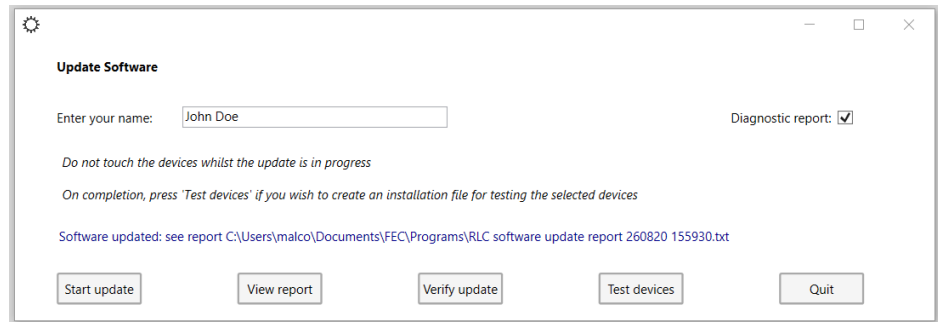 Update Software
Enter your name: John Doe Diagnostic report:
Do not touch the devices whilst the update is in progress
On completion, press 'Test devices' if you wish to create an installation file for testing the selected devices
Software updated: see report C:\Users\malco\Documents\FEC\Programs\RLC software update report 260820 155930.txt
Start update View report Verify update Test devices Quit